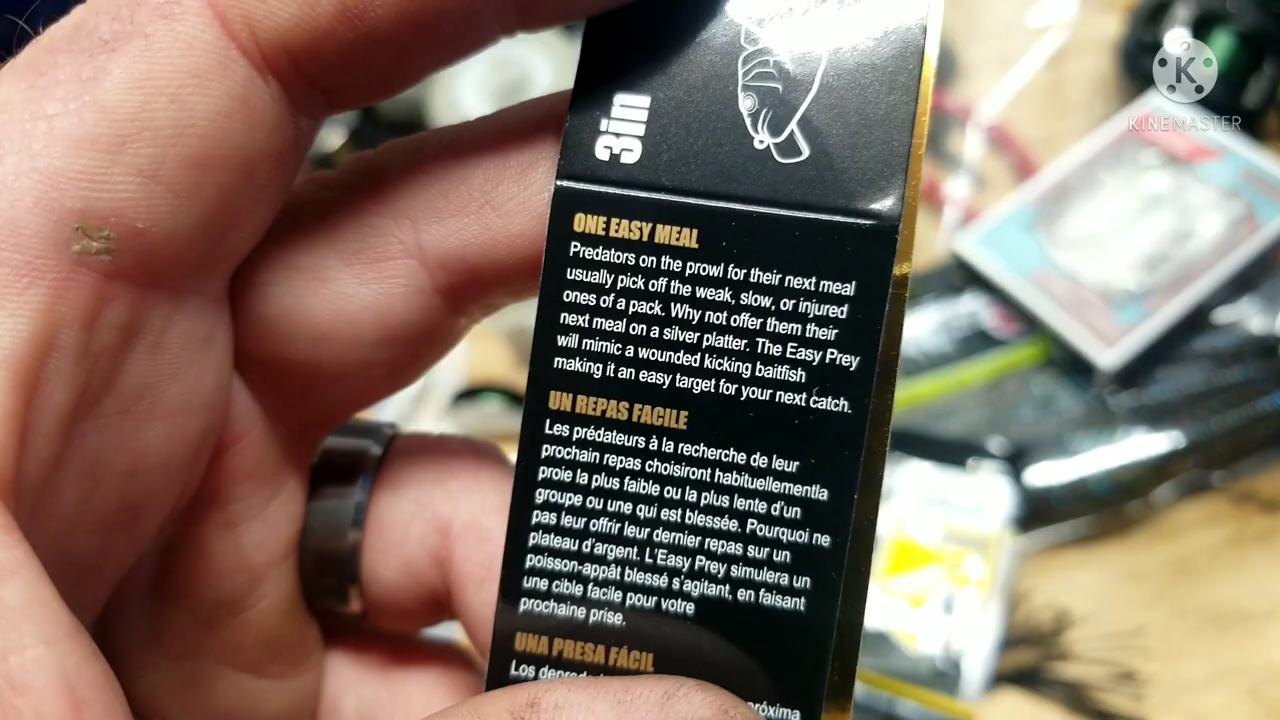 3in
ONE EASY MEAL
Predators on the prowl for their next meal
usually pick off the weak, slow, or injured
ones of a pack. Why not offer them their
next meal on a silver platter. The Easy Prey
will mimic a wounded kicking baitfish
making it an easy target for your next catch.
UN REPAS FACILE
Les prédateurs à la recherche de leur
prochain repas choisiront habituellementla
proie la plus faible ou la plus lente d'un
groupe ou une qui est blessée. Pourquoi ne
pas leur offrir leur dernier repas sur un
plateau d'argent. L'Easy Prey simulera un
poisson-appât blessé s'agitant, en faisant
une cible facile pour votre
prochaine prise.
UNA PRESA FÁCIL
Los
próxima
K
KINEMASTER